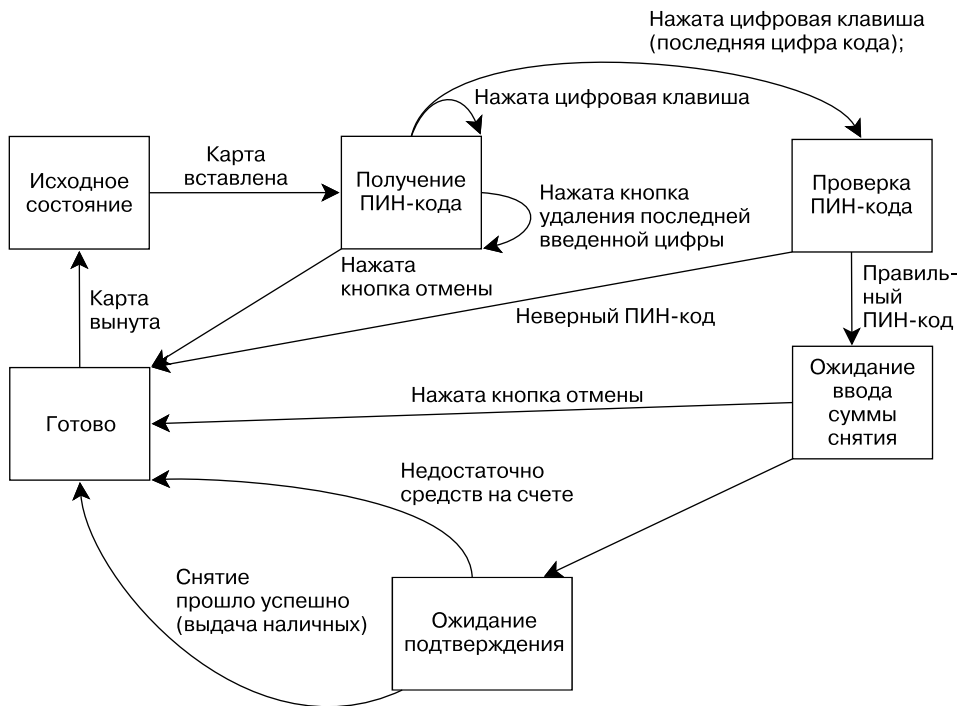 Нажата цифровая клавиша
(последняя цифра кода);
Нажата цифровая клавиша
Исходное
состояние
Карта
вставлена
Получение
ПИН-кода
Нажата кнопка
удаления последней
введенной цифры
Проверка
ПИН-кода
Карта
вынута
Нажата
кнопка отмены
Неверный ПИН-код
Правиль-
ный
ПИН-код
Готово
Нажата кнопка отмены
Ожидание
ввода
суммы
снятия
Недостаточно
средств на счете
Снятие
прошло успешно
(выдача наличных)
Ожидание
подтверждения